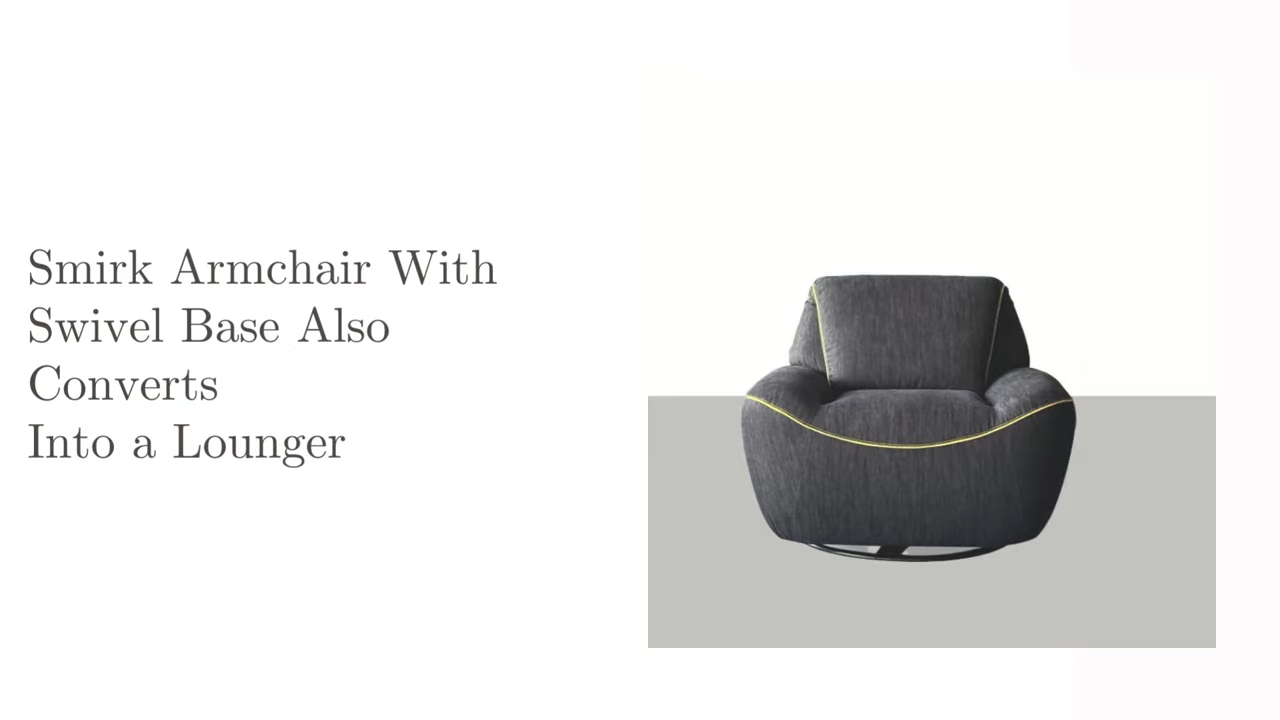 Smirk Armchair With
Swivel Base Also
Converts
Into a Lounger